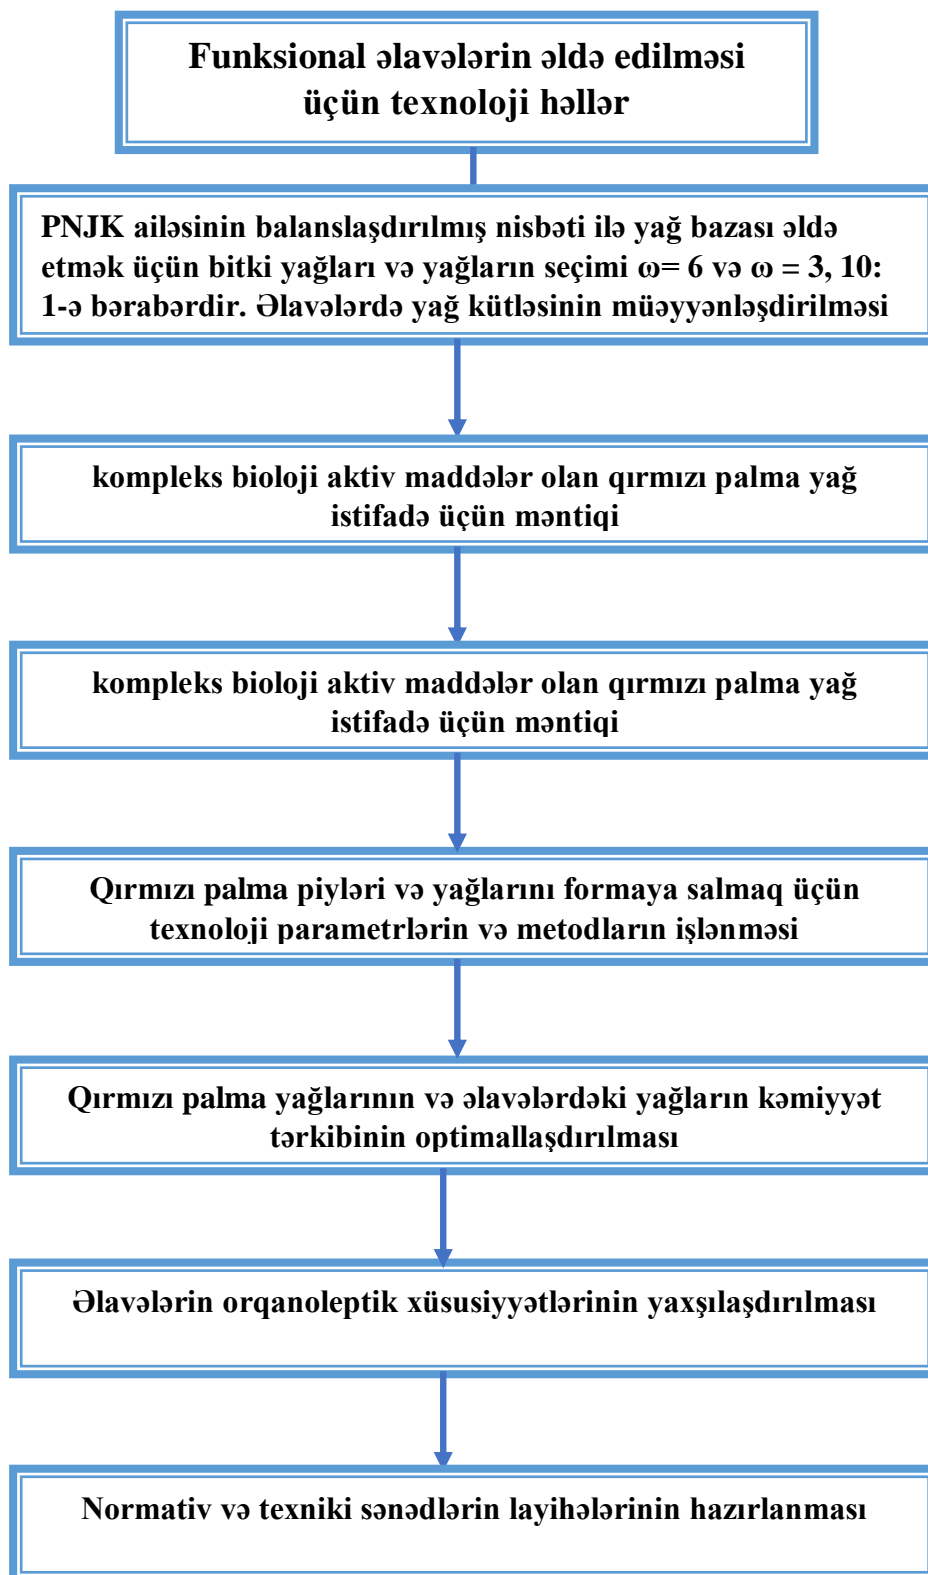 Funksional əlavələrin əldə edilməsi
üçün texnoloji həllər
PNJK ailəsinin balanslaşdırılmış nisbəti ilə yağ bazası əldə
etmək üçün bitki yağları və yağların seçimi ω= 6 və ω = 3, 10:
1-ə bərabərdir. Əlavələrdə yağ kütləsinin müəyyənləşdirilməsi
kompleks bioloji aktiv maddələr olan qırmızı palma yağ
istifadə üçün məntiqi
kompleks bioloji aktiv maddələr olan qırmızı palma yağ
istifadə üçün məntiqi
Qırmızı palma piyləri və yağlarını formaya salmaq üçün
texnoloji parametrlərin və metodların işlənməsi
Qırmızı palma yağlarının və əlavələrdəki yağların kəmiyyət
tərkibinin optimallaşdırılması
Əlavələrin orqanoleptik xüsusiyyətlərinin yaxşılaşdırılması
Normativ və texniki sənədlərin layihələrinin hazırlanması